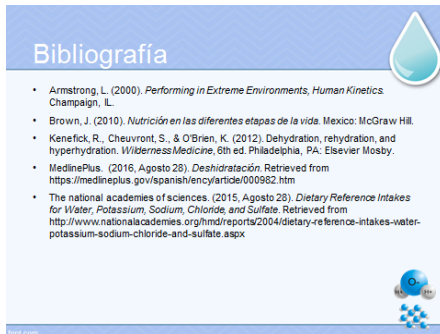 Bibliografía
• Armstrong, L. (2000). Performing in Extreme Environments, Human Kinetics.
Champaign, IL.
• Brown, J. (2010). Nutrición en las diferentes etapas de la vida. Mexico: McGraw Hill.
• Kenefick, R., Cheuvront, S., & O'Brien, K. (2012). Dehydration, rehydration, and
hyperhydration. Wilderness Medicine, 6th ed. Philadelphia, PA: Elsevier Mosby.
• MedlinePlus. (2016, Agosto 28). Deshidratación. Retrieved from
https://medlineplus.gov/spanish/ency/article/000982.htm
• The national academies of sciences. (2015, Agosto 28). Dietary Reference Intakes
for Water, Potassium, Sodium, Chloride, and Sulfate. Retrieved from
http://www.nationalacademies.org/hmd/reports/2004/dietary-reference-intakes-water-
potassium-sodium-chloride-and-sulfate.aspx
O-
H+